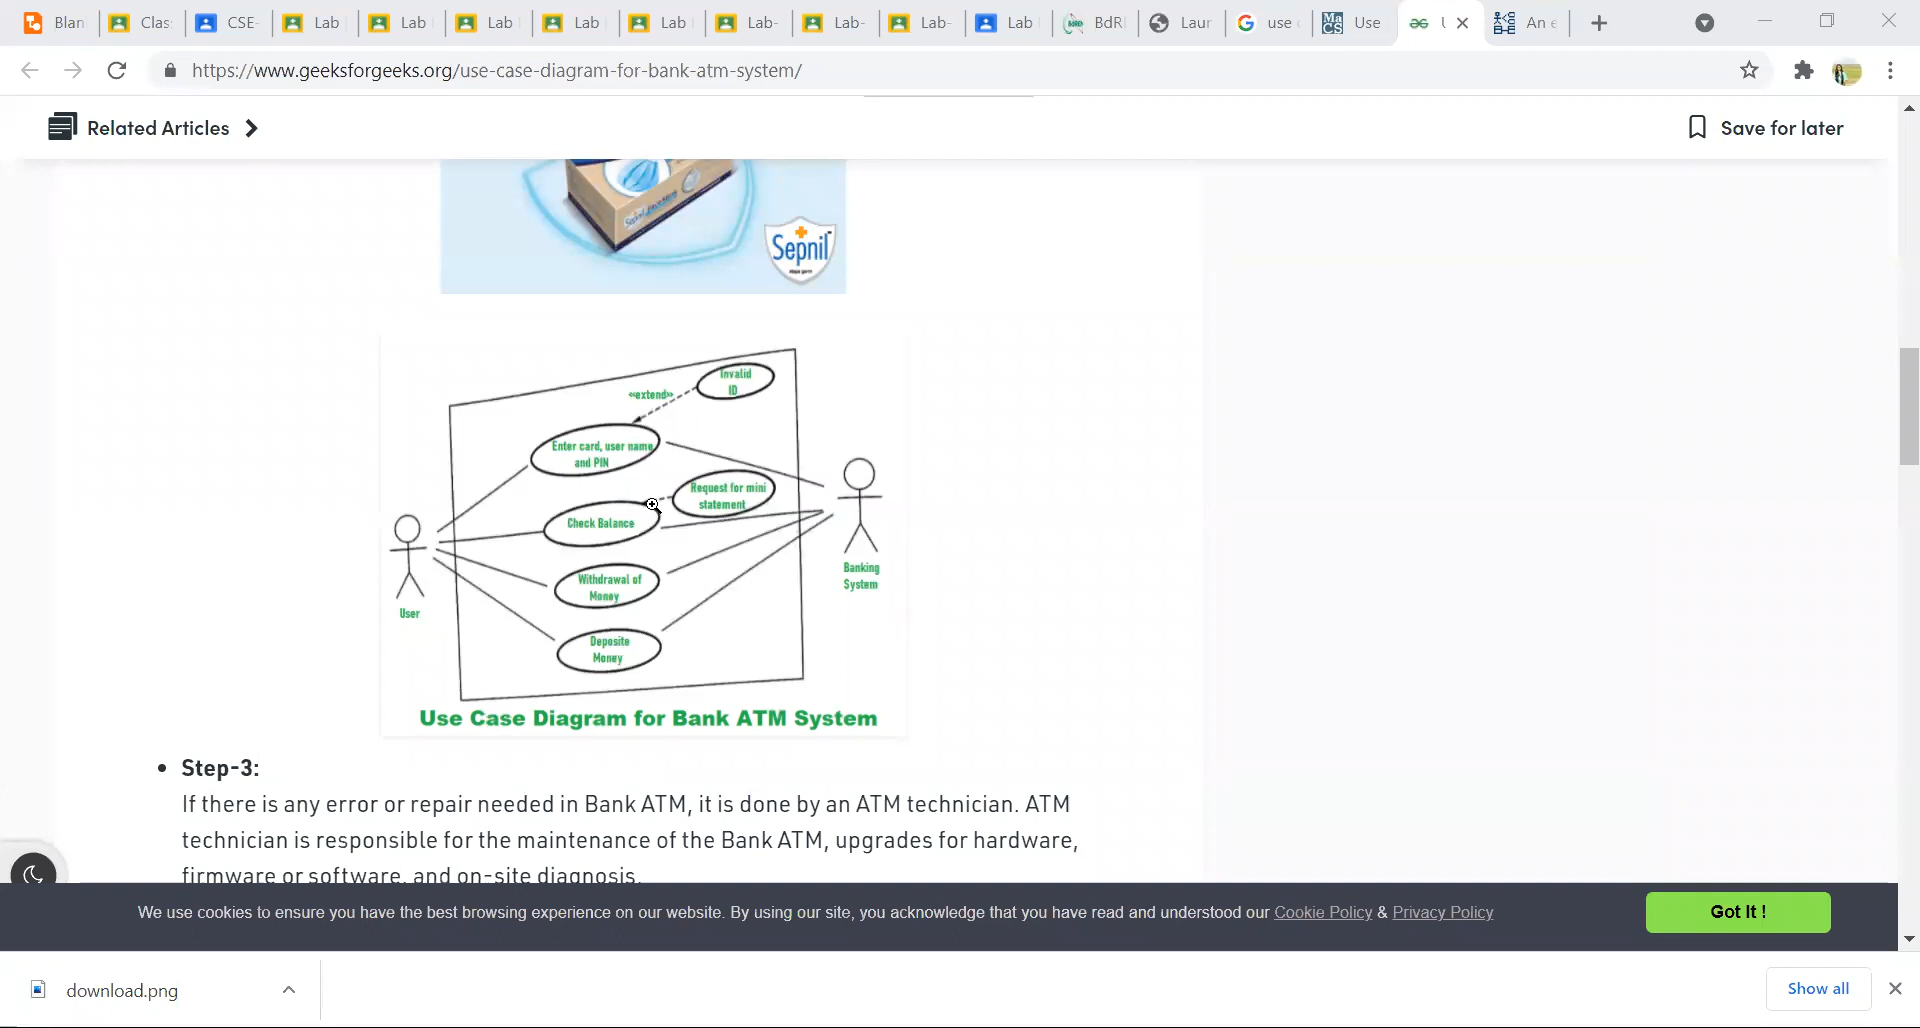 Blan
Clas
CSE-
Lab
Lab
Lab
Lab
Lab
Lab-
Lab-
Lab-
Lab
BdRI
Laur
use c
Use
An e
https://www.geeksforgeeks.org/use-case-diagram-for-bank-atm-system/
Related Articles
Save for later
Sepnil
Invalid
ID
«extend»
Enter card, user name
and PIN
Request for mini
statement
Check Balance
Withdrawal of
Money
Deposite
Money
User
Banking
System
Use Case Diagram for Bank ATM System
Step-3:
If there is any error or repair needed in Bank ATM, it is done by an ATM technician. ATM
technician is responsible for the maintenance of the Bank ATM, upgrades for hardware,
firmware or software, and on-site diagnosis.
We use cookies to ensure you have the best browsing experience on our website. By using our site, you acknowledge that you have read and understood our Cookie Policy & Privacy Policy
Got It !
download.png
Show all